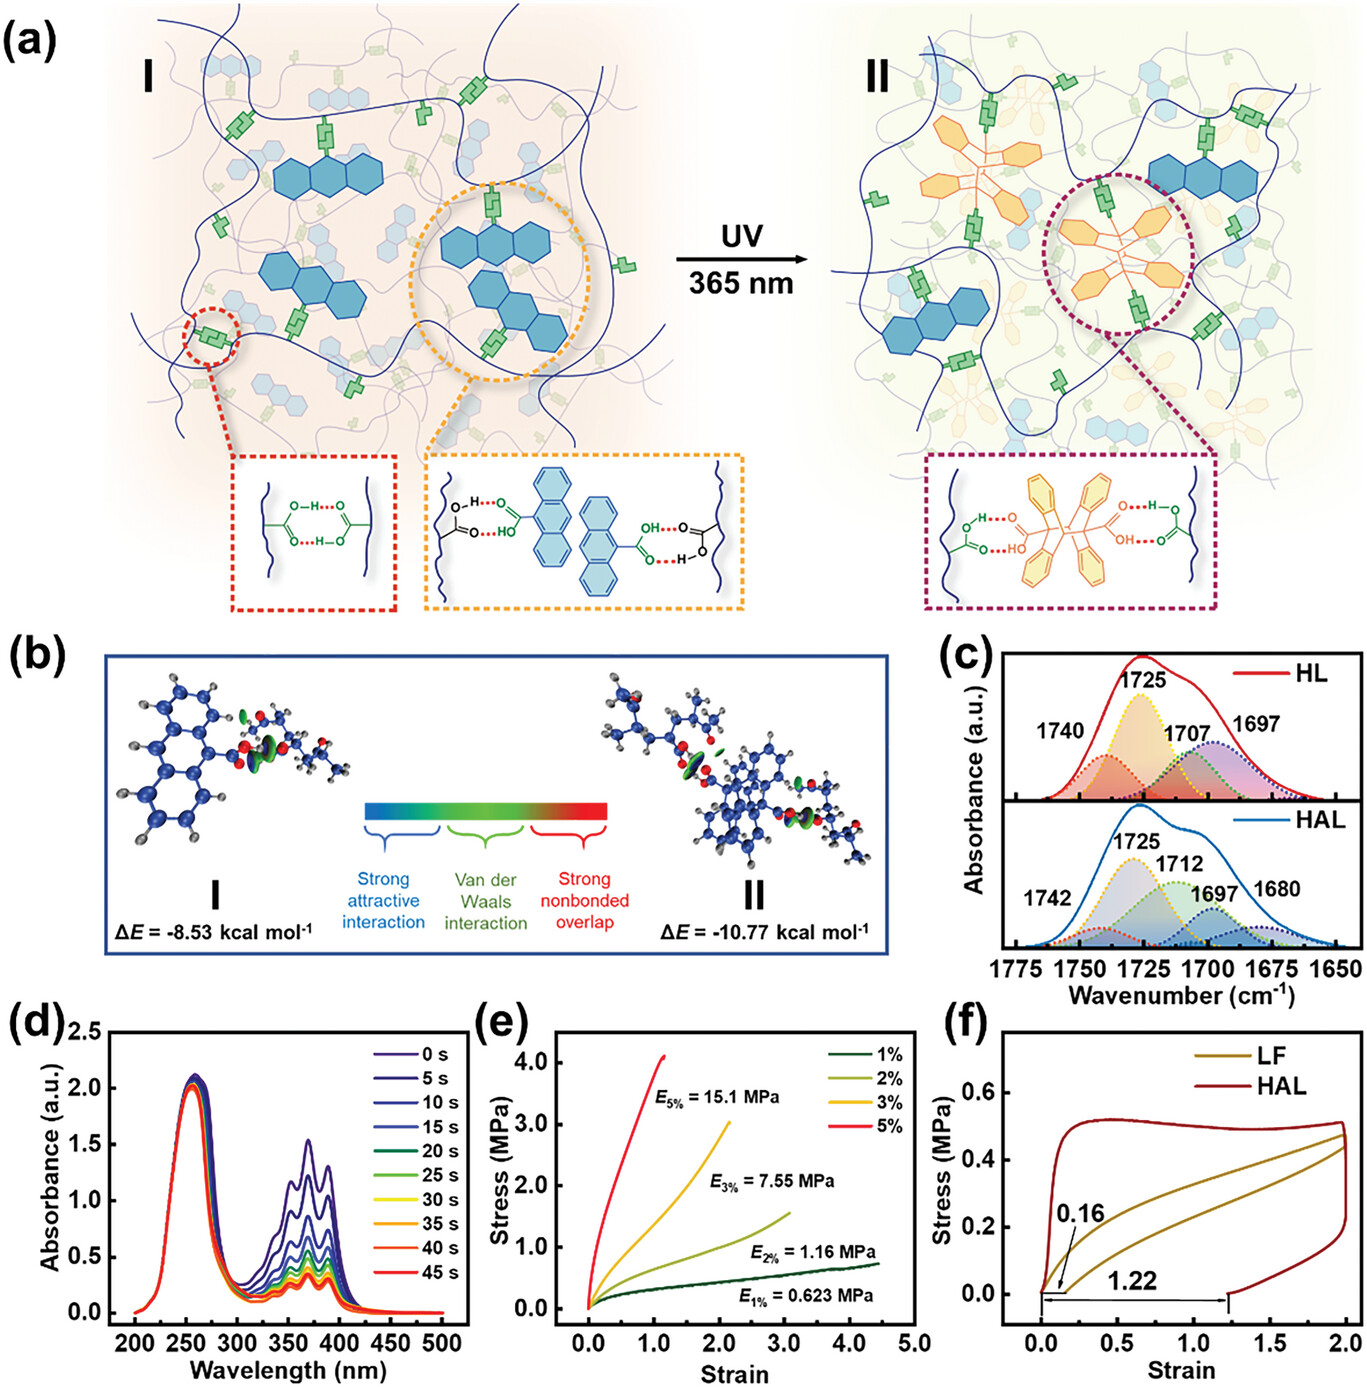 (a)
I
II
UV
365 nm
O H O
O H O
H O
O HO
OH O
O H
O
H O
O HO
O H
OH O
O
(b)
I
ΔE = -8.53 kcal mol-1
Strong
attractive
interaction
Van der
Waals
interaction
Strong
nonbonded
overlap
II
ΔE = -10.77 kcal mol-1
(c)
Absorbance (a.u.)
HL
1740
1725
1707
1697
HAL
1742
1725
1712
1697
1680
1775 1750 1725 1700 1675 1650
Wavenumber (cm-1)
(d)
Absorbance (a.u.)
2.5
2.0
1.5
1.0
0.5
0.0
0 s
5 s
10 s
15 s
20 s
25 s
30 s
35 s
40 s
45 s
200 250 300 350 400 450 500
Wavelength (nm)
(e)
Stress (MPa)
4.0
3.0
2.0
1.0
0.0
1%
2%
3%
5%
E5% = 15.1 MPa
E3% = 7.55 MPa
E2% = 1.16 MPa
E1% = 0.623 MPa
0.0 1.0 2.0 3.0 4.0 5.0
Strain
(f)
Stress (MPa)
0.6
0.4
0.2
0.0
LF
HAL
0.16
1.22
0.0 0.5 1.0 1.5 2.0
Strain